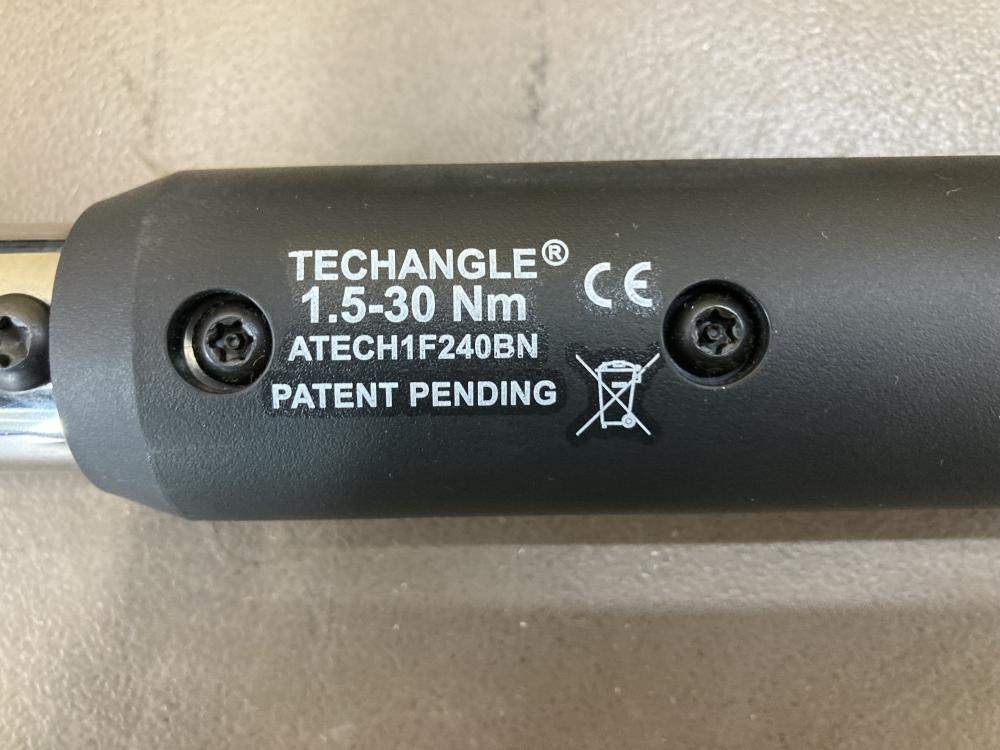 TECHANGLE®
1.5-30 Nm
CE
ATECH1F240BN
PATENT PENDING